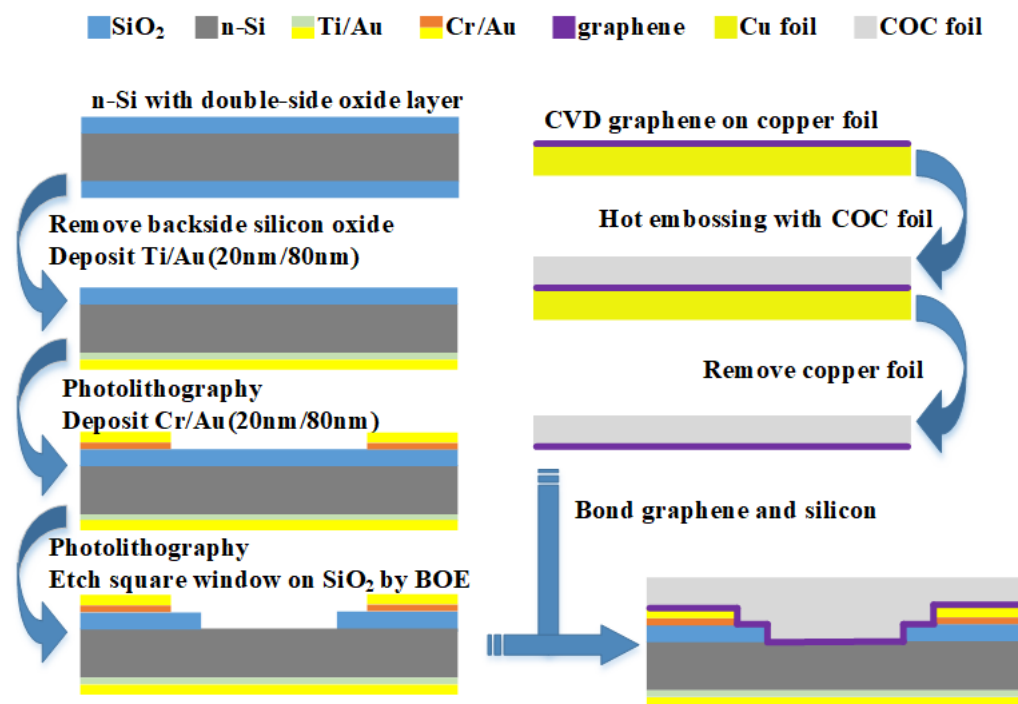 SiO₂ n-Si Ti/Au Cr/Au graphene Cu foil COC foil
n-Si with double-side oxide layer
Remove backside silicon oxide
Deposit Ti/Au(20nm/80nm)
Photolithography
Deposit Cr/Au(20nm/80nm)
Photolithography
Etch square window on SiO₂ by BOE
CVD graphene on copper foil
Hot embossing with COC foil
Remove copper foil
Bond graphene and silicon